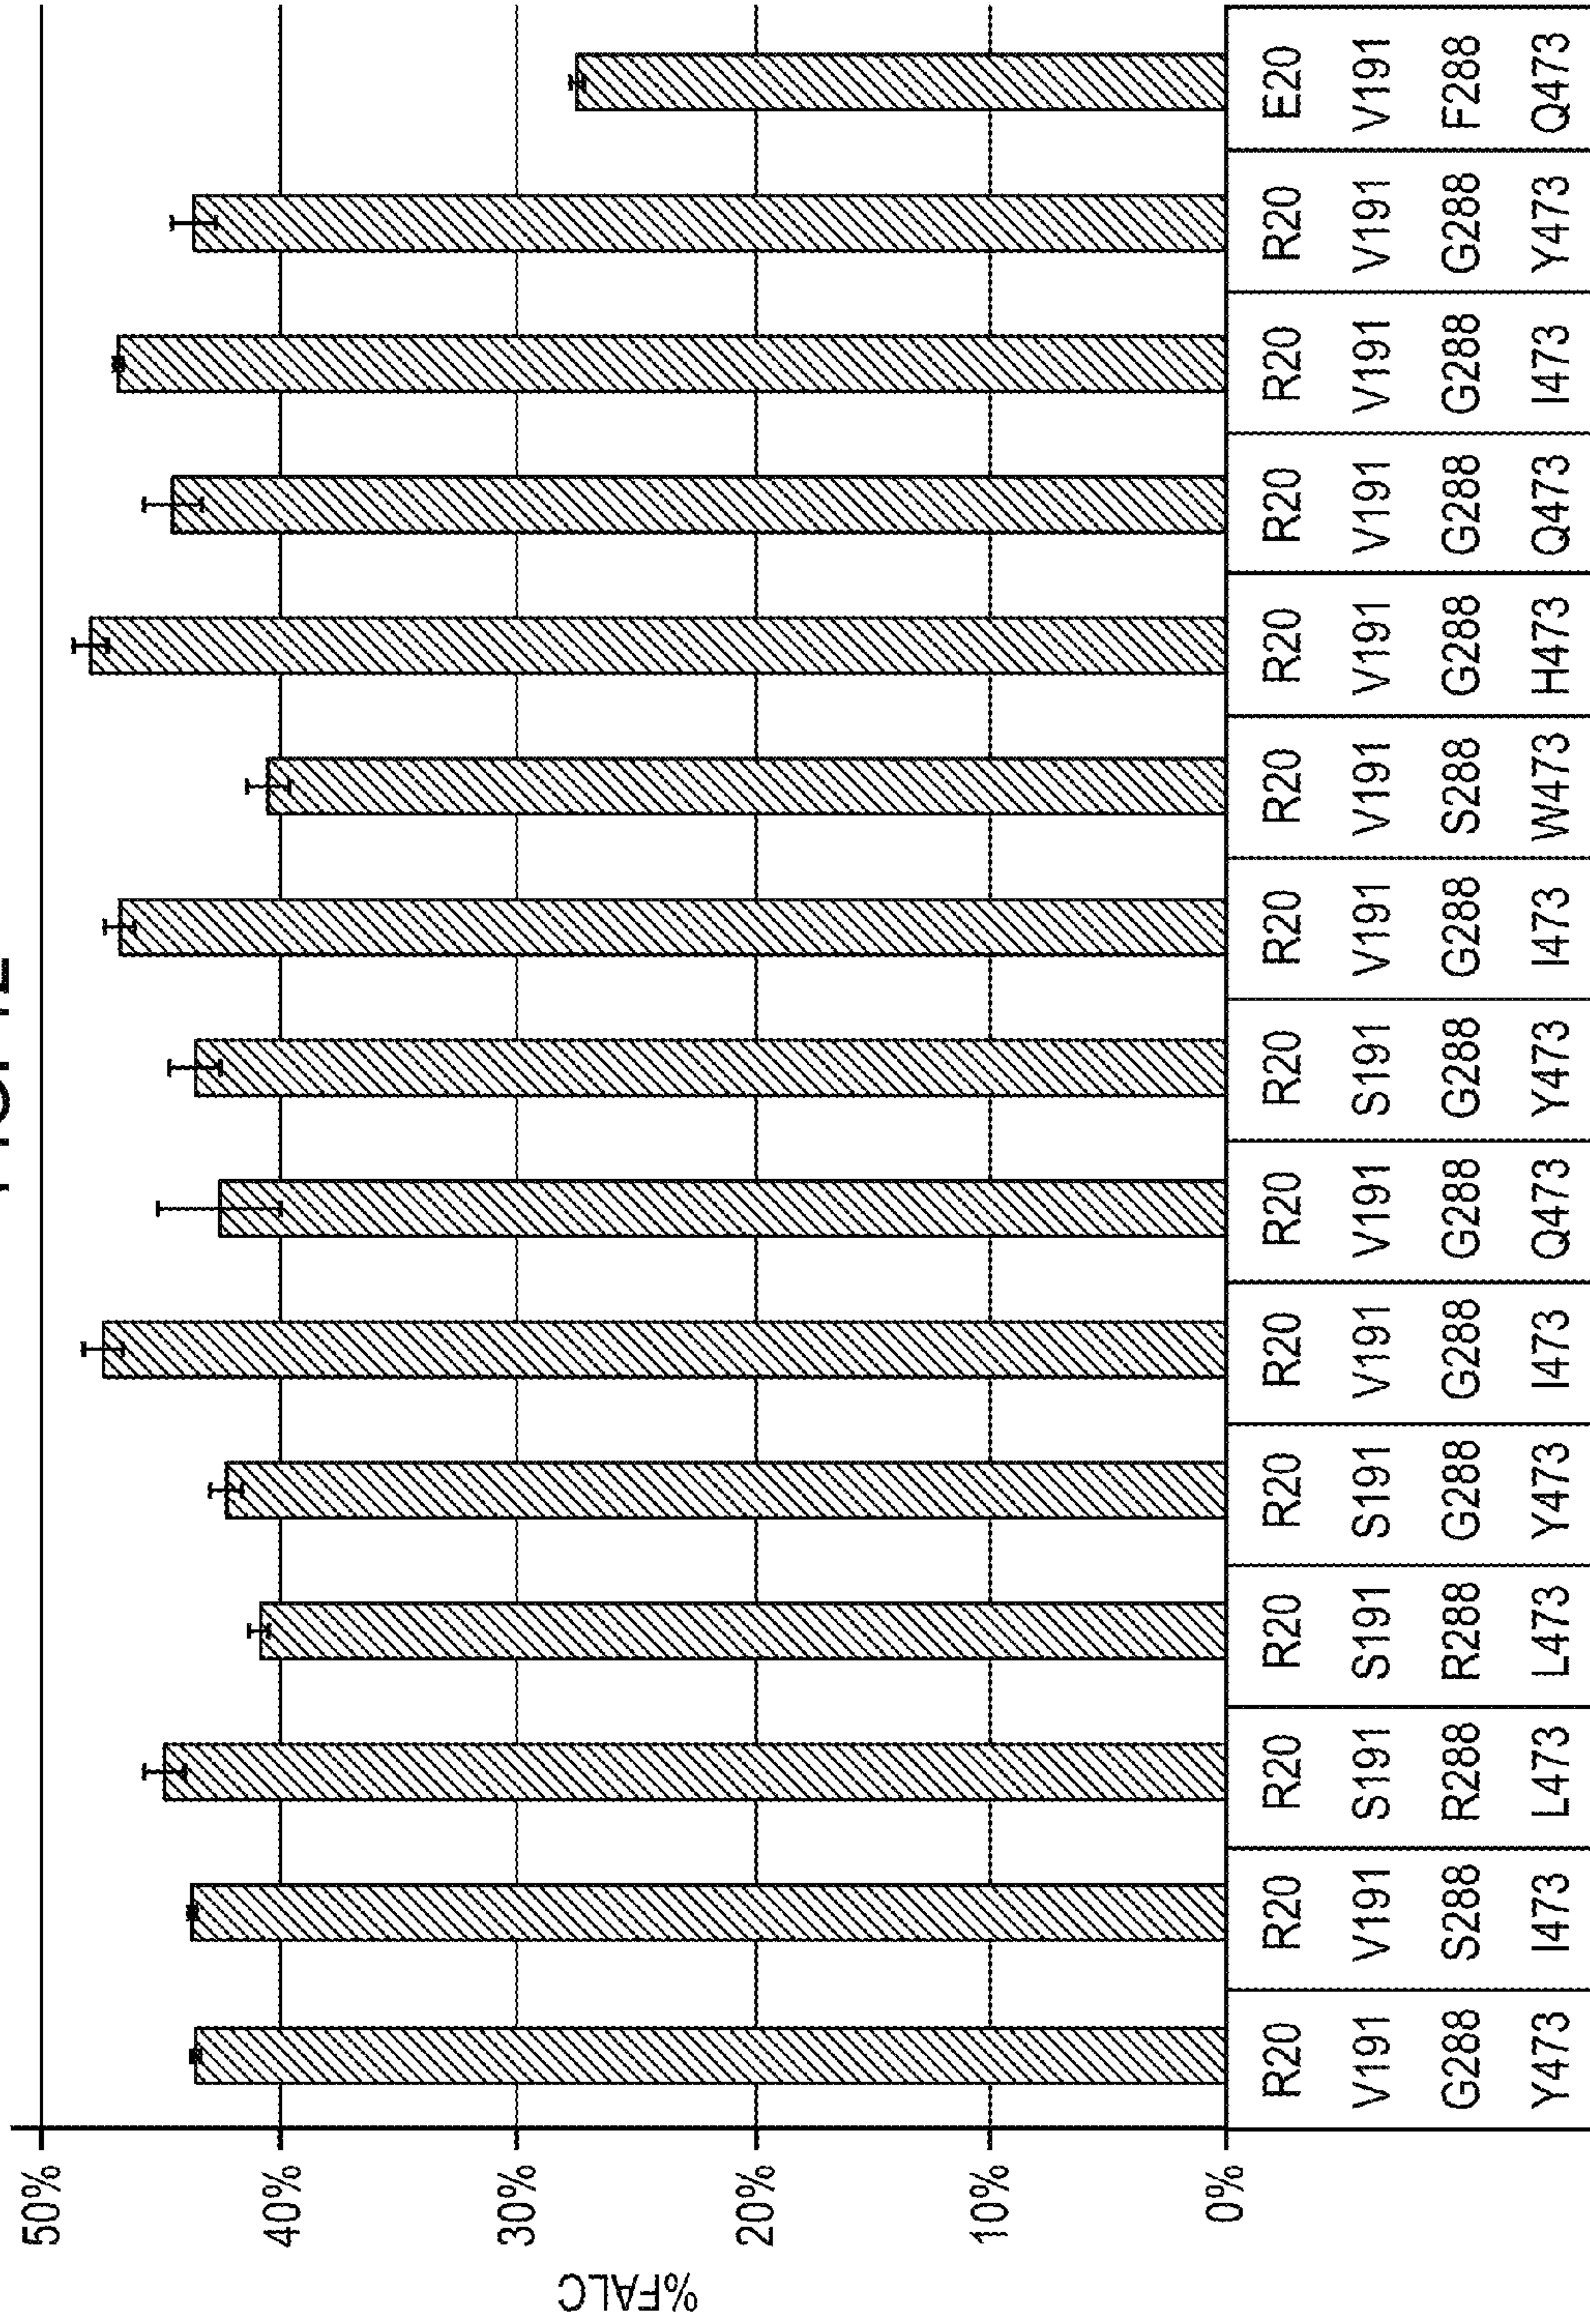 %FALC
50%
40%
30%
20%
10%
0%
R20 R20 R20 R20 R20 R20 R20 R20 R20 R20 R20 R20 R20 R20 E20
V191 V191 S191 S191 S191 V191 V191 S191 V191 V191 V191 V191 V191 V191 V191
G288 S288 R288 R288 G288 G288 G288 G288 G288 S288 G288 G288 G288 G288 F288
Y473 I473 L473 L473 Y473 I473 Q473 Y473 I473 W473 H473 Q473 I473 Y473 Q473